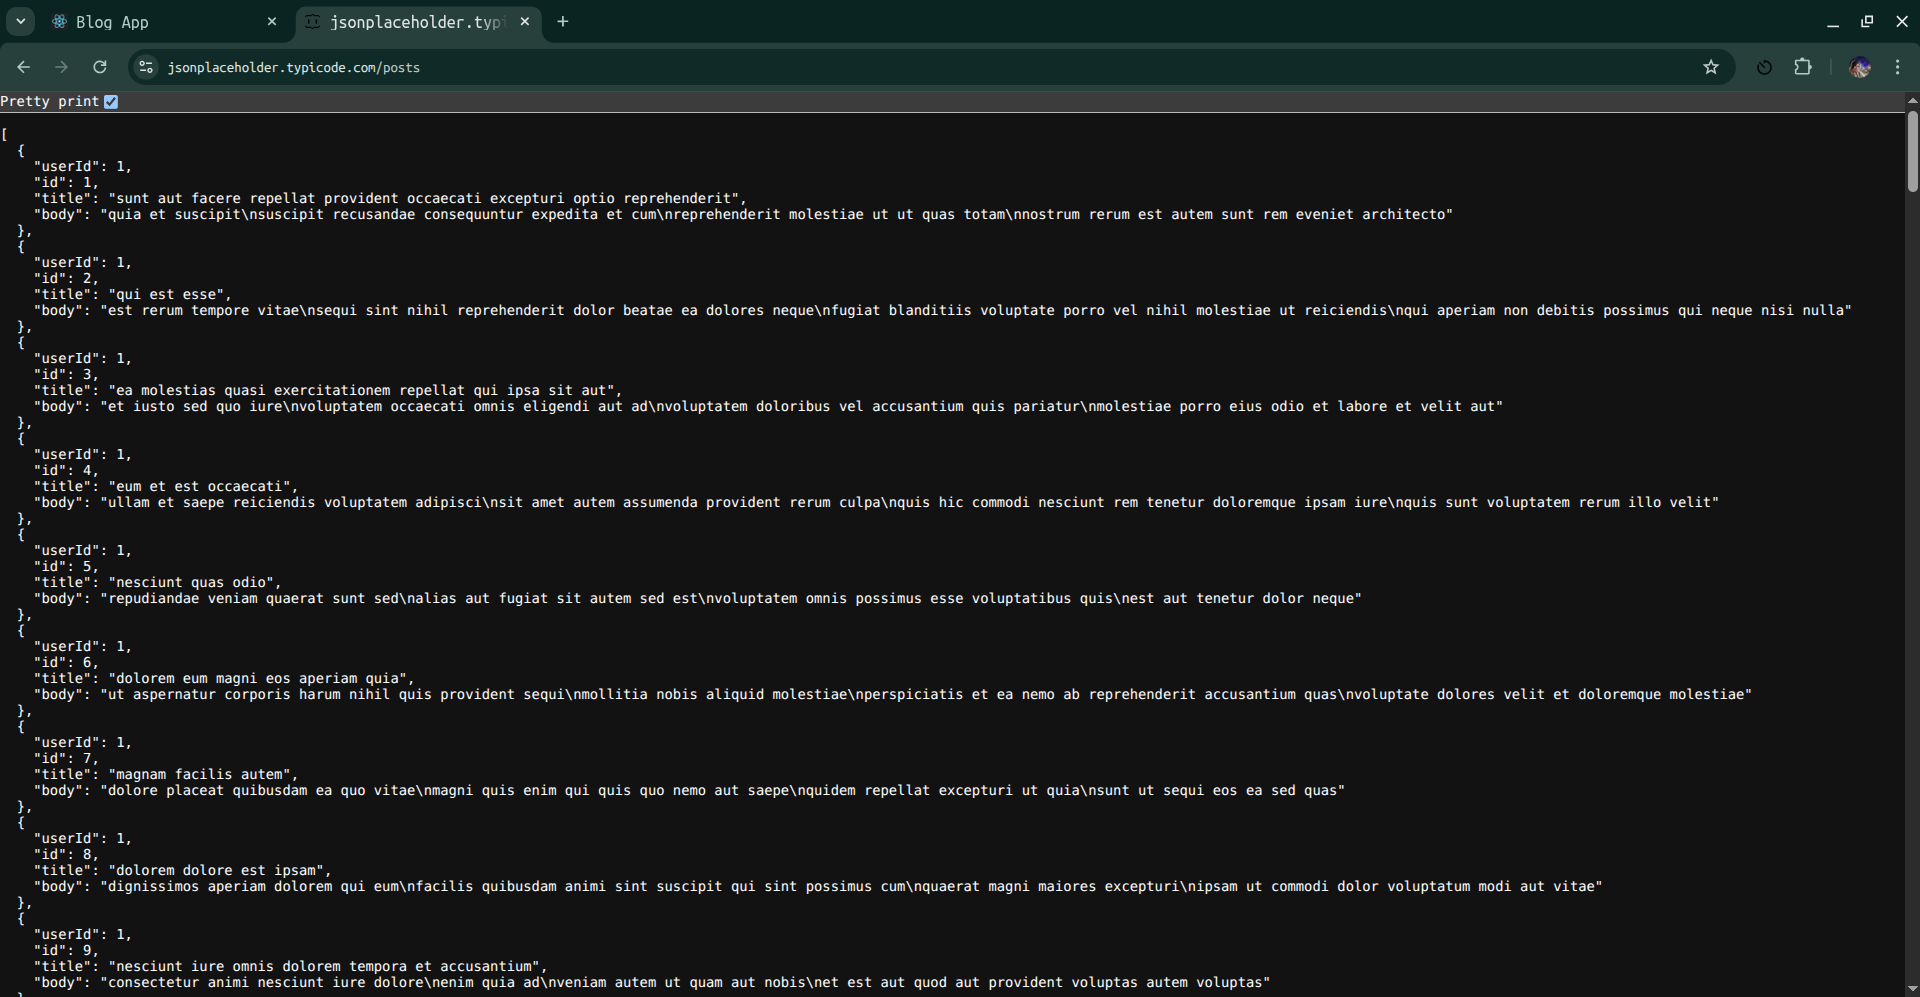 Blog App
jsonplaceholder.typi
jsonplaceholder.typicode.com/posts
Pretty print
[
  {
    "userId": 1,
    "id": 1,
    "title": "sunt aut facere repellat provident occaecati excepturi optio reprehenderit",
    "body": "quia et suscipit\nsuscipit recusandae consequuntur expedita et cum\nreprehenderit molestiae ut ut quas totam\nnostrum rerum est autem sunt rem eveniet architecto"
  },
  {
    "userId": 1,
    "id": 2,
    "title": "qui est esse",
    "body": "est rerum tempore vitae\nsequi sint nihil reprehenderit dolor beatae ea dolores neque\nfugiat blanditiis voluptate porro vel nihil molestiae ut reiciendis\nqui aperiam non debitis possimus qui neque nisi nulla"
  },
  {
    "userId": 1,
    "id": 3,
    "title": "ea molestias quasi exercitationem repellat qui ipsa sit aut",
    "body": "et iusto sed quo iure\nvoluptatem occaecati omnis eligendi aut ad\nvoluptatem doloribus vel accusantium quis pariatur\nmolestiae porro eius odio et labore et velit aut"
  },
  {
    "userId": 1,
    "id": 4,
    "title": "eum et est occaecati",
    "body": "ullam et saepe reiciendis voluptatem adipisci\nsit amet autem assumenda provident rerum culpa\nquis hic commodi nesciunt rem tenetur doloremque ipsam iure\nquis sunt voluptatem rerum illo velit"
  },
  {
    "userId": 1,
    "id": 5,
    "title": "nesciunt quas odio",
    "body": "repudiandae veniam quaerat sunt sed\nalias aut fugiat sit autem sed est\nvoluptatem omnis possimus esse voluptatibus quis\nest aut tenetur dolor neque"
  },
  {
    "userId": 1,
    "id": 6,
    "title": "dolorem eum magni eos aperiam quia",
    "body": "ut aspernatur corporis harum nihil quis provident sequi\nmollitia nobis aliquid molestiae\nperspiciatis et ea nemo ab reprehenderit accusantium quas\nvoluptate dolores velit et doloremque molestiae"
  },
  {
    "userId": 1,
    "id": 7,
    "title": "magnam facilis autem",
    "body": "dolore placeat quibusdam ea quo vitae\nmagni quis enim qui quis quo nemo aut saepe\nquidem repellat excepturi ut quia\nsunt ut sequi eos ea sed quas"
  },
  {
    "userId": 1,
    "id": 8,
    "title": "dolorem dolore est ipsam",
    "body": "dignissimos aperiam dolorem qui eum\nfacilis quibusdam animi sint suscipit qui sint possimus cum\nquaerat magni maiores excepturi\nipsam ut commodi dolor voluptatum modi aut vitae"
  },
  {
    "userId": 1,
    "id": 9,
    "title": "nesciunt iure omnis dolorem tempora et accusantium",
    "body": "consectetur animi nesciunt iure dolore\nenim quia ad\nveniam autem ut quam aut nobis\net est aut quod aut provident voluptas autem voluptas"